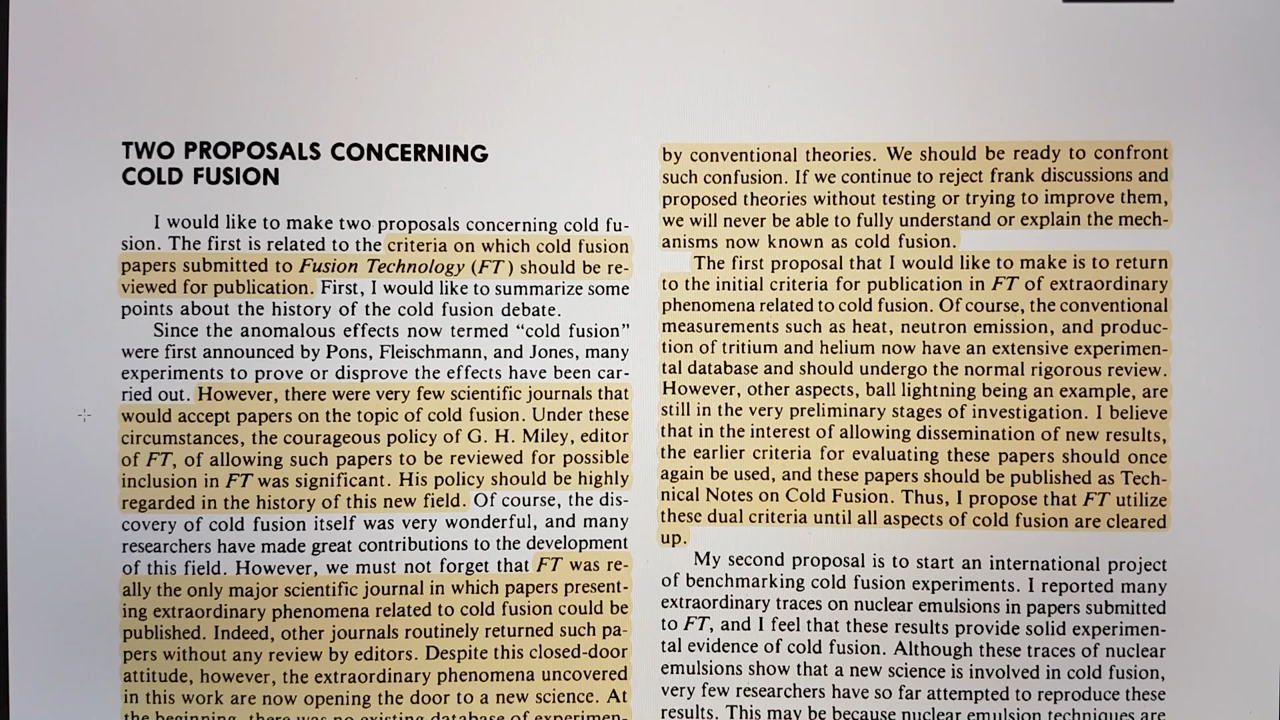 TWO PROPOSALS CONCERNING
COLD FUSION
I would like to make two proposals concerning cold fu-
sion. The first is related to the criteria on which cold fusion
papers submitted to Fusion Technology (FT) should be re-
viewed for publication. First, I would like to summarize some
points about the history of the cold fusion debate.
Since the anomalous effects now termed “cold fusion”
were first announced by Pons, Fleischmann, and Jones, many
experiments to prove or disprove the effects have been car-
ried out. However, there were very few scientific journals that
would accept papers on the topic of cold fusion. Under these
circumstances, the courageous policy of G. H. Miley, editor
of FT, of allowing such papers to be reviewed for possible
inclusion in FT was significant. His policy should be highly
regarded in the history of this new field. Of course, the dis-
covery of cold fusion itself was very wonderful, and many
researchers have made great contributions to the development
of this field. However, we must not forget that FT was re-
ally the only major scientific journal in which papers present-
ing extraordinary phenomena related to cold fusion could be
published. Indeed, other journals routinely returned such pa-
pers without any review by editors. Despite this closed-door
attitude, however, the extraordinary phenomena uncovered
in this work are now opening the door to a new science. At
the beginning, there was no existing database of experimen-
by conventional theories. We should be ready to confront
such confusion. If we continue to reject frank discussions and
proposed theories without testing or trying to improve them,
we will never be able to fully understand or explain the mech-
anisms now known as cold fusion.
The first proposal that I would like to make is to return
to the initial criteria for publication in FT of extraordinary
phenomena related to cold fusion. Of course, the conventional
measurements such as heat, neutron emission, and produc-
tion of tritium and helium now have an extensive experimen-
tal database and should undergo the normal rigorous review.
However, other aspects, ball lightning being an example, are
still in the very preliminary stages of investigation. I believe
that in the interest of allowing dissemination of new results,
the earlier criteria for evaluating these papers should once
again be used, and these papers should be published as Tech-
nical Notes on Cold Fusion. Thus, I propose that FT utilize
these dual criteria until all aspects of cold fusion are cleared
up.
My second proposal is to start an international project
of benchmarking cold fusion experiments. I reported many
extraordinary traces on nuclear emulsions in papers submitted
to FT, and I feel that these results provide solid experimen-
tal evidence of cold fusion. Although these traces of nuclear
emulsions show that a new science is involved in cold fusion,
very few researchers have so far attempted to reproduce these
results. This may be because nuclear emulsion techniques are